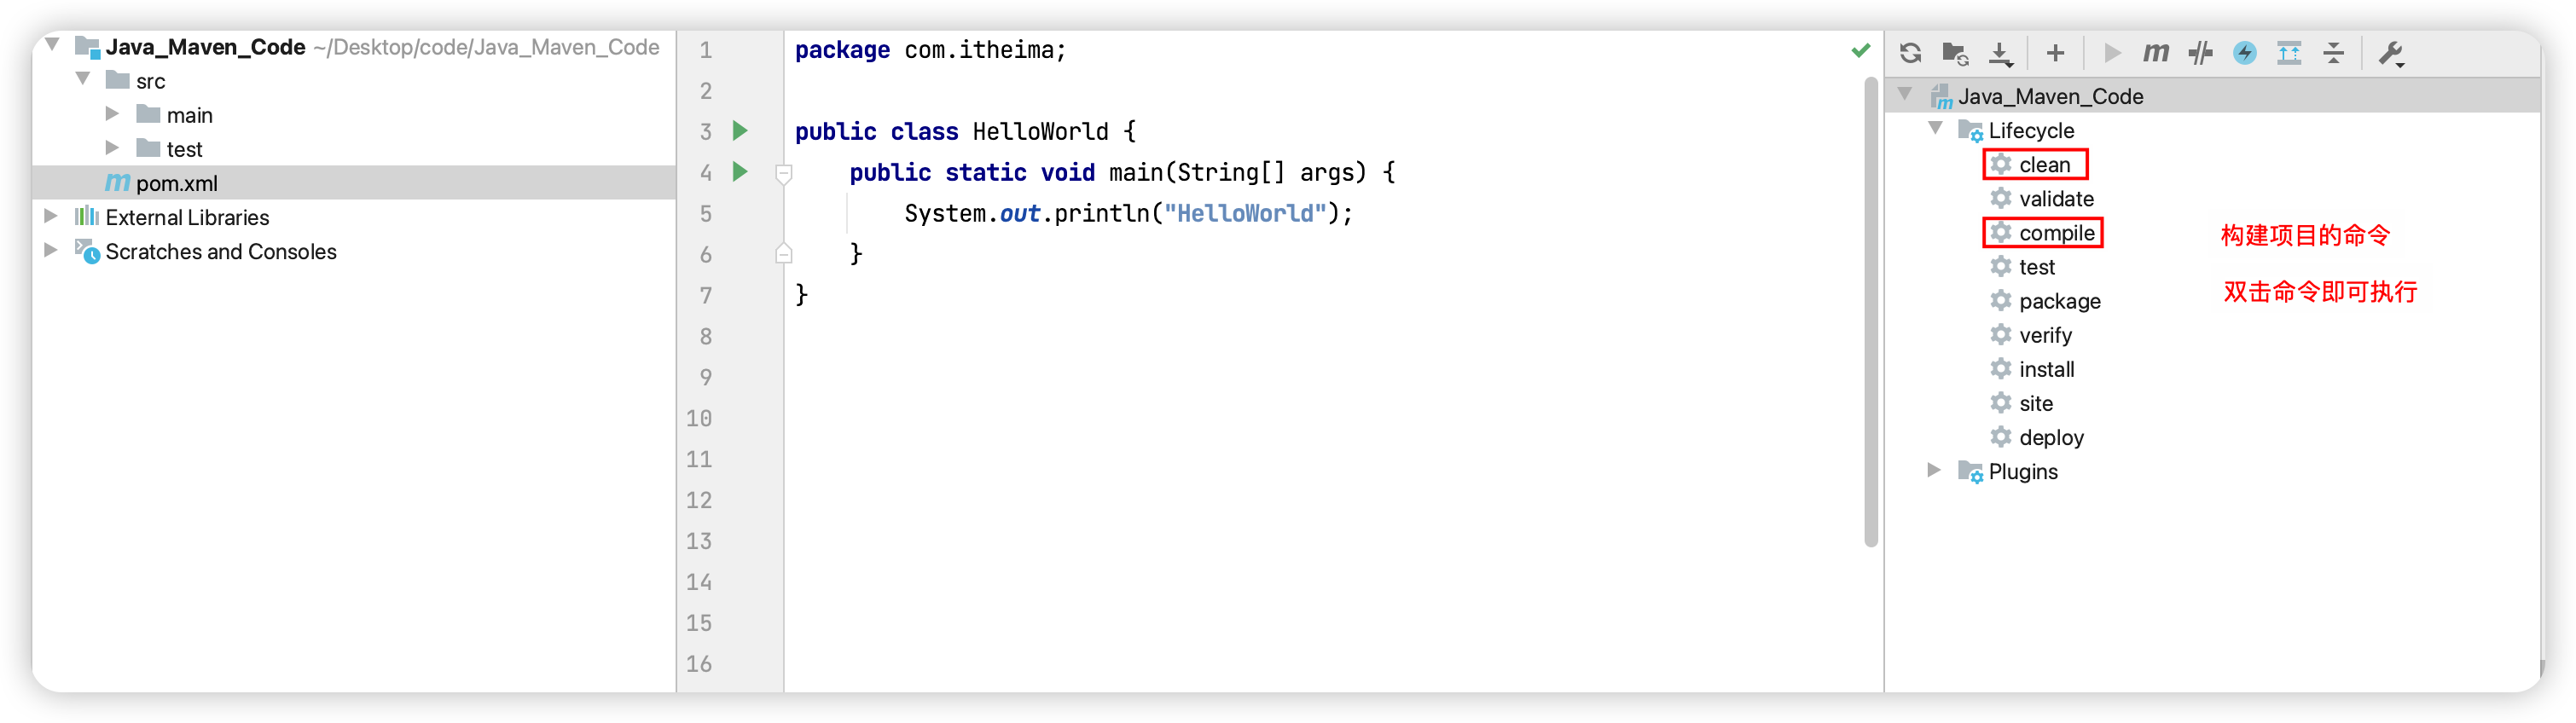 Java_Maven_Code ~/Desktop/code/Java_Maven_Code
src
main
test
pom.xml
External Libraries
Scratches and Consoles
1 package com.itheima;
2
3 public class HelloWorld {
4 public static void main(String[] args) {
5 System.out.println("HelloWorld");
6 }
7 }
8
9
10
11
12
13
14
15
16
m
Java_Maven_Code
Lifecycle
clean
validate
compile
test
package
verify
install
site
deploy
Plugins
构建项目的命令
双击命令即可执行